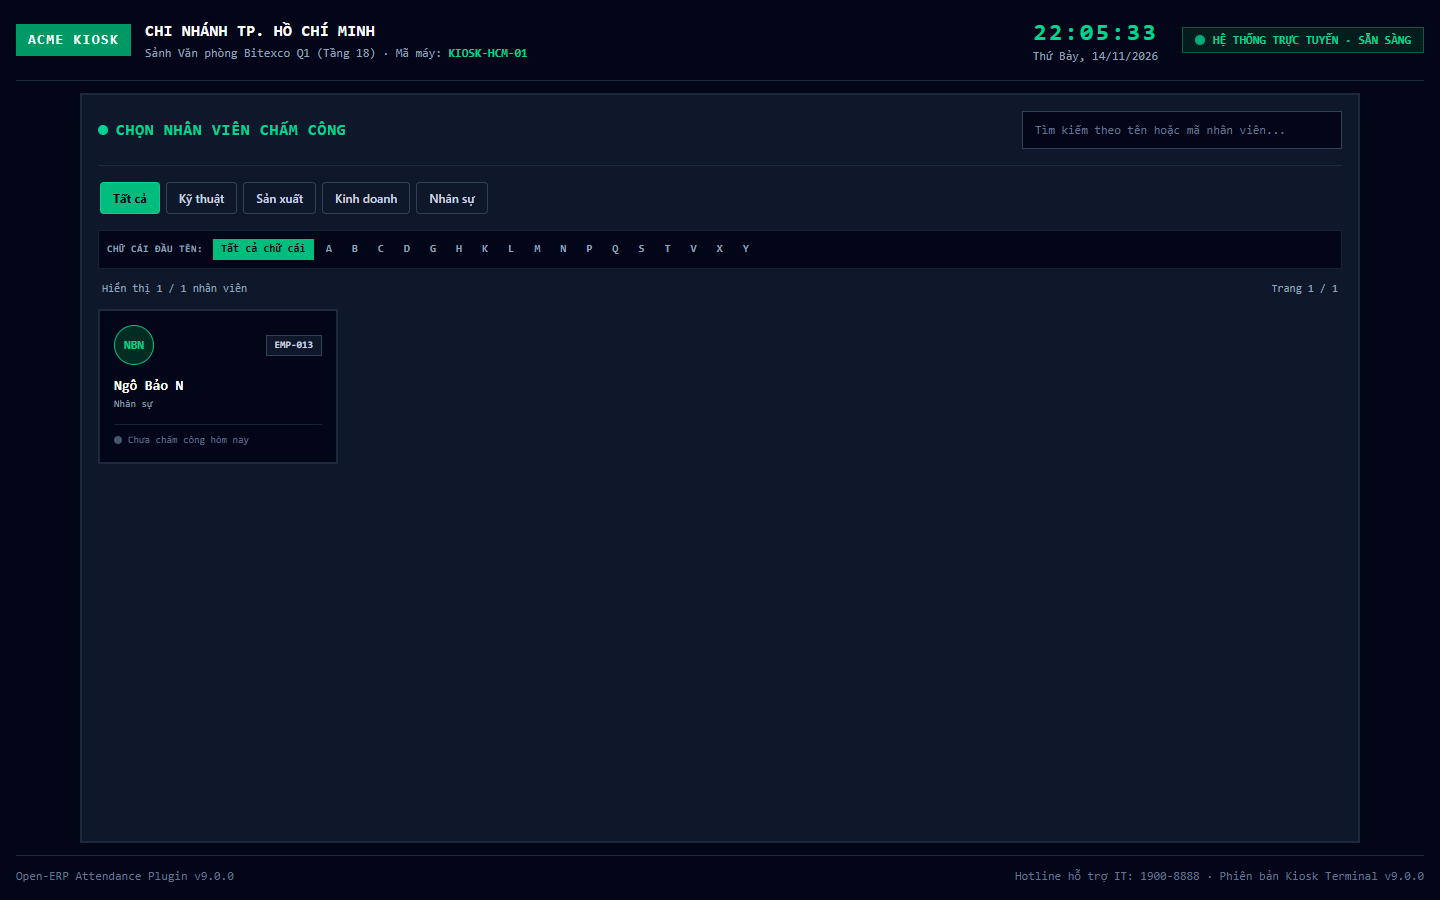 ACME KIOSK
CHI NHÁNH TP. HỒ CHÍ MINH
Sảnh Văn phòng Bitexco Q1 (Tầng 18) · Mã máy: KIOSK-HCM-01
22:05:33
Thứ Bảy, 14/11/2026
HỆ THỐNG TRỰC TUYẾN · SẴN SÀNG
CHỌN NHÂN VIÊN CHẤM CÔNG
Tìm kiếm theo tên hoặc mã nhân viên...
Tất cả Kỹ thuật Sản xuất Kinh doanh Nhân sự
CHỮ CÁI ĐẦU TÊN: Tất cả chữ cái A B C D G H K L M N P Q S T V X Y
Hiển thị 1 / 1 nhân viên
Trang 1 / 1
NBN
EMP-013
Ngô Bảo N
Nhân sự
Chưa chấm công hôm nay
Open-ERP Attendance Plugin v9.0.0
Hotline hỗ trợ IT: 1900-8888 · Phiên bản Kiosk Terminal v9.0.0